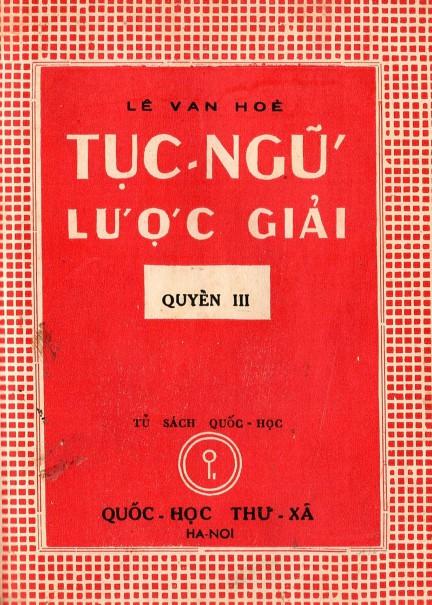 LÊ VAN HOÈ
TỤC-NGỮ
LƯỢC GIẢI
QUYỀN III
TỦ SÁCH QUỐC-HỌC
QUỐC-HỌC THƯ-XÃ
HA-NOI